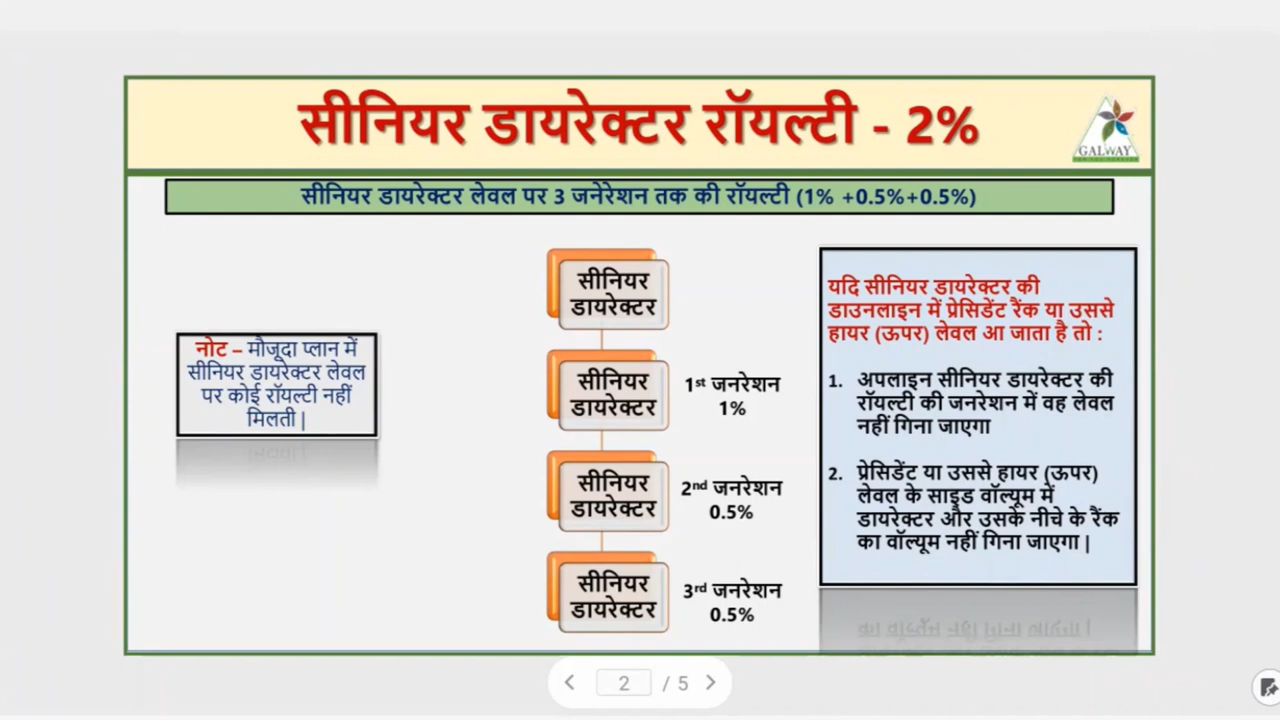 सीनियर डायरेक्टर रॉयल्टी - 2%
GALWAY
सीनियर डायरेक्टर लेवल पर 3 जनेरेशन तक की रॉयल्टी (1% +0.5%+0.5%)
नोट – मौजूदा प्लान में
सीनियर डायरेक्टर लेवल
पर कोई रॉयल्टी नहीं
मिलती |
सीनियर
डायरेक्टर
सीनियर
डायरेक्टर
1st जनरेशन
1%
सीनियर
डायरेक्टर
2nd जनरेशन
0.5%
सीनियर
डायरेक्टर
3rd जनरेशन
0.5%
यदि सीनियर डायरेक्टर की
डाउनलाइन में प्रेसिडेंट रैंक या उससे
हायर (ऊपर) लेवल आ जाता है तो :
1. अपलाइन सीनियर डायरेक्टर की
रॉयल्टी की जनरेशन में वह लेवल
नहीं गिना जाएगा
2. प्रेसिडेंट या उससे हायर (ऊपर)
लेवल के साइड वॉल्यूम में
डायरेक्टर और उसके नीचे के रैंक
का वॉल्यूम नहीं गिना जाएगा |
2 / 5